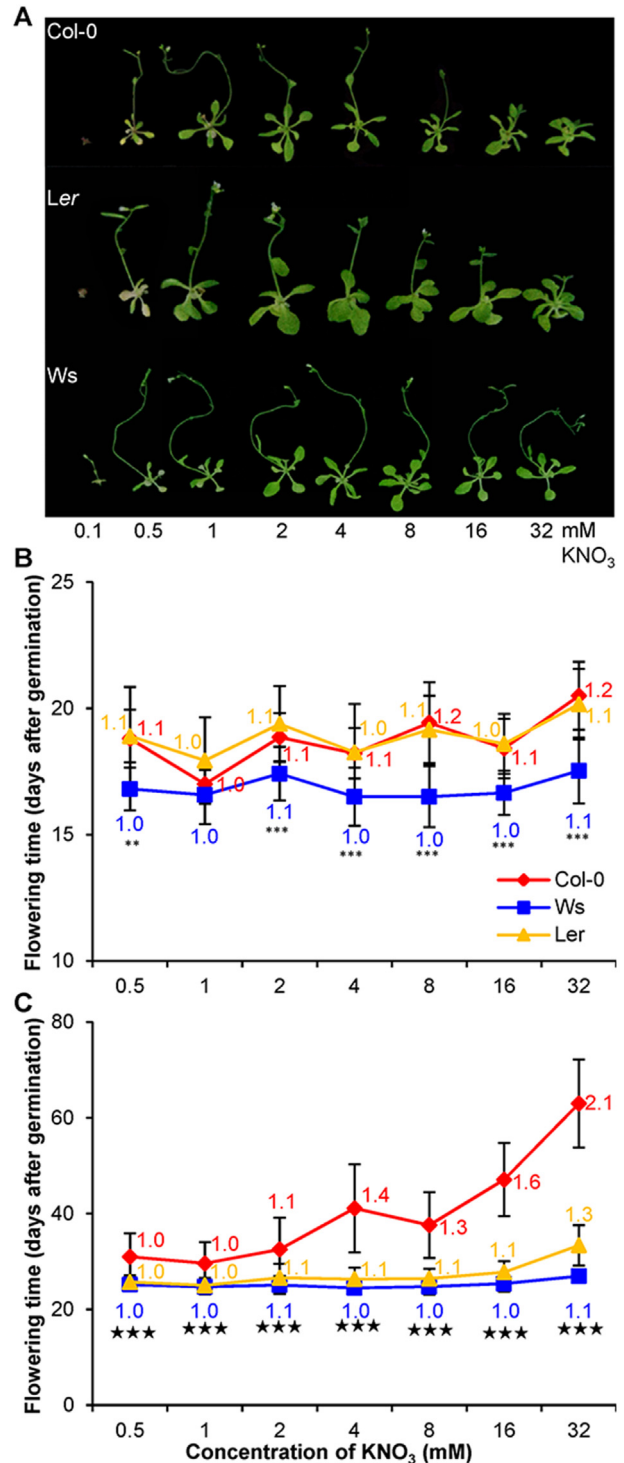 A
Col-0
Ler
Ws
0.1 0.5 1 2 4 8 16 32 mM
KNO₃
B
Flowering time (days after germination)
25
20
15
10
1.1 1.1 1.0 1.0 1.1 1.1 1.0 1.1 1.1 1.2 1.0 1.1 1.2 1.1
1.0 1.0 1.1 1.0 1.0 1.0 1.1
** *** *** *** *** ***
Col-0
Ws
Ler
0.5 1 2 4 8 16 32
C
Flowering time (days after germination)
80
60
40
20
0
1.0 1.0 1.1 1.4 1.3 1.6 2.1
1.0 1.0 1.1 1.1 1.1 1.1 1.3
1.0 1.0 1.1 1.0 1.0 1.0 1.1
★★★ ★★★ ★★★ ★★★ ★★★ ★★★ ★★★
0.5 1 2 4 8 16 32
Concentration of KNO₃ (mM)